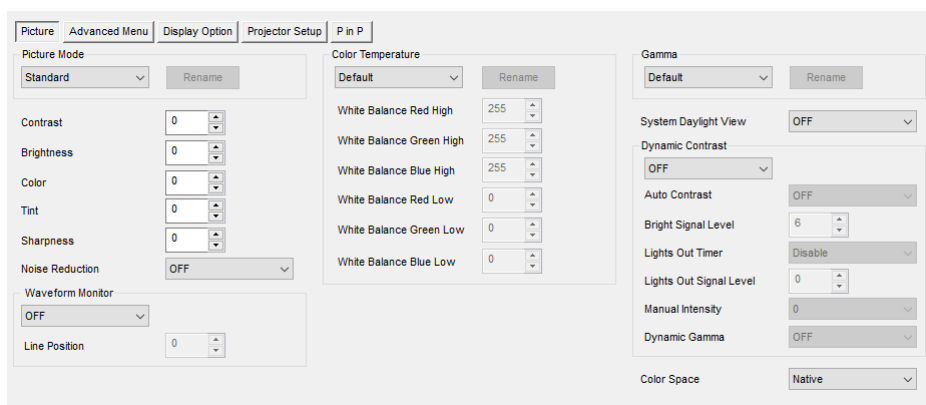 Picture Advanced Menu Display Option Projector Setup P in P
Picture Mode
Standard Rename
Contrast 0
Brightness 0
Color 0
Tint 0
Sharpness 0
Noise Reduction OFF
Waveform Monitor
OFF
Line Position 0
Color Temperature
Default Rename
White Balance Red High 255
White Balance Green High 255
White Balance Blue High 255
White Balance Red Low 0
White Balance Green Low 0
White Balance Blue Low 0
Gamma
Default Rename
System Daylight View OFF
Dynamic Contrast
OFF
Auto Contrast OFF
Bright Signal Level 6
Lights Out Timer Disable
Lights Out Signal Level 0
Manual Intensity 0
Dynamic Gamma OFF
Color Space Native